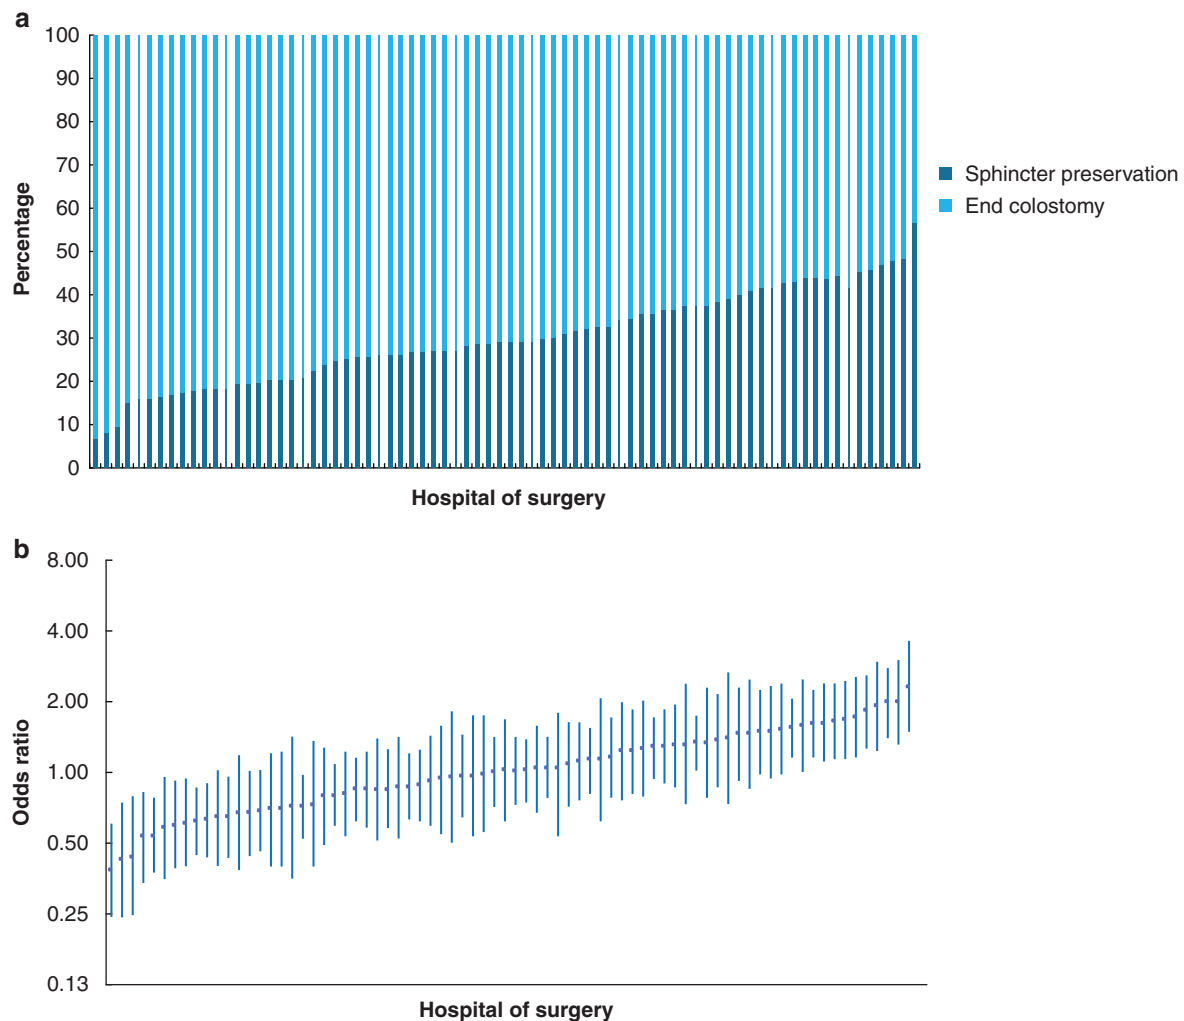 a
100
90
80
70
60
50
40
30
20
10
0
Percentage
Hospital of surgery
Sphincter preservation
End colostomy
b
8.00
4.00
2.00
1.00
0.50
0.25
0.13
Odds ratio
Hospital of surgery